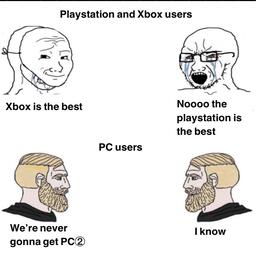 Playstation and Xbox users
Xbox is the best
Noooo the
playstation is
the best
PC users
We're never
gonna get PC②
I know